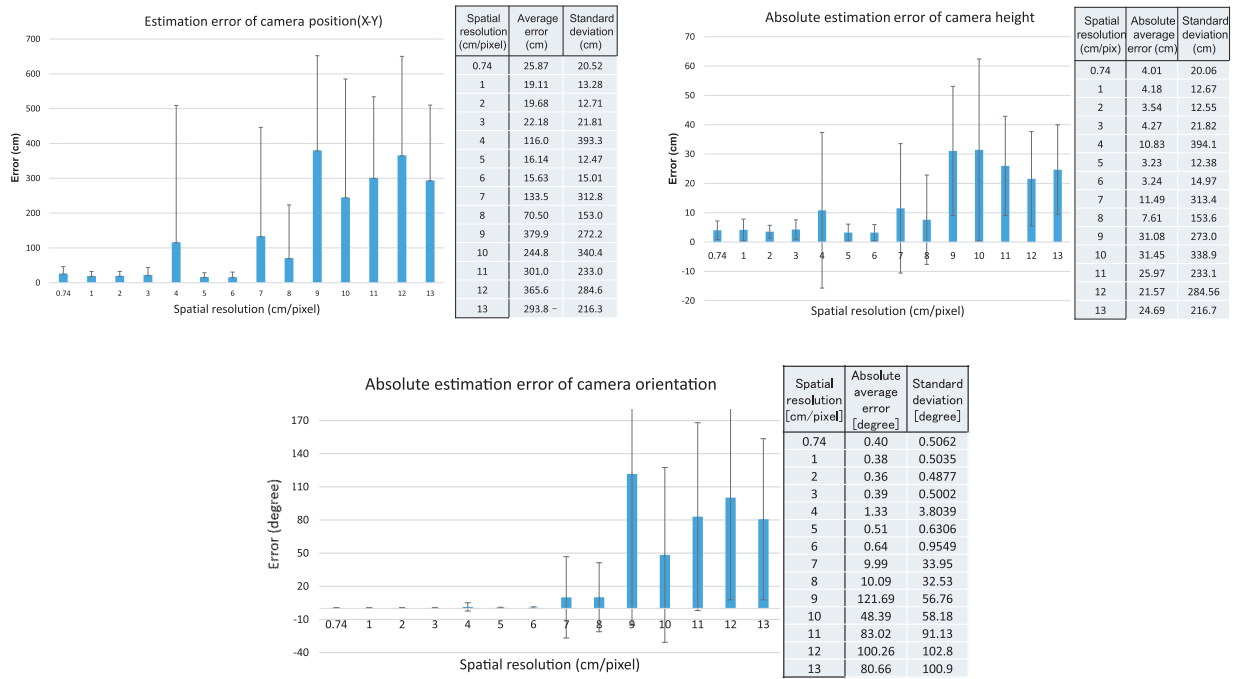 Estimation error of camera position(X-Y)
700
600
500
400
300
200
100
0
Error (cm)
0.74 1 2 3 4 5 6 7 8 9 10 11 12 13
Spatial resolution (cm/pixel)
Spatial resolution (cm/pixel) Average error (cm) Standard deviation (cm)
0.74 25.87 20.52
1 19.11 13.28
2 19.68 12.71
3 22.18 21.81
4 116.0 393.3
5 16.14 12.47
6 15.63 15.01
7 133.5 312.8
8 70.50 153.0
9 379.9 272.2
10 244.8 340.4
11 301.0 233.0
12 365.6 284.6
13 293.8 – 216.3
Absolute estimation error of camera height
70
60
50
40
30
20
10
0
-10
-20
Error (cm)
0.74 1 2 3 4 5 6 7 8 9 10 11 12 13
Spatial resolution (cm/pixel)
Spatial resolution (cm/pix) Absolute average error (cm) Standard deviation (cm)
0.74 4.01 20.06
1 4.18 12.67
2 3.54 12.55
3 4.27 21.82
4 10.83 394.1
5 3.23 12.38
6 3.24 14.97
7 11.49 313.4
8 7.61 153.6
9 31.08 273.0
10 31.45 338.9
11 25.97 233.1
12 21.57 284.56
13 24.69 216.7
Absolute estimation error of camera orientation
170
140
110
80
50
20
-10
-40
Error (degree)
0.74 1 2 3 4 5 6 7 8 9 10 11 12 13
Spatial resolution (cm/pixel)
Spatial resolution [cm/pixel] Absolute average error [degree] Standard deviation [degree]
0.74 0.40 0.5062
1 0.38 0.5035
2 0.36 0.4877
3 0.39 0.5002
4 1.33 3.8039
5 0.51 0.6306
6 0.64 0.9549
7 9.99 33.95
8 10.09 32.53
9 121.69 56.76
10 48.39 58.18
11 83.02 91.13
12 100.26 102.8
13 80.66 100.9